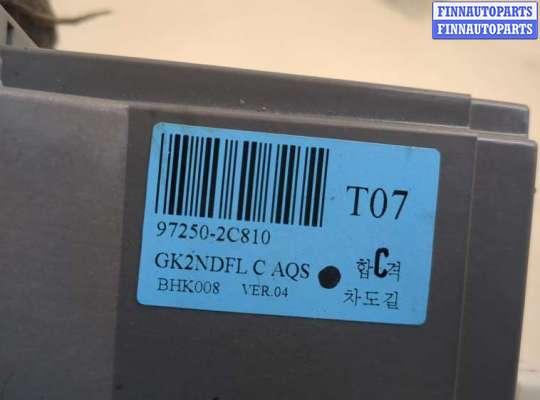 FINNAUTOPARTS
FINNAUTOPARTS
T07
97250-2C810
GK2NDFL C AQS
합C격
BHK008 VER.04
차도길